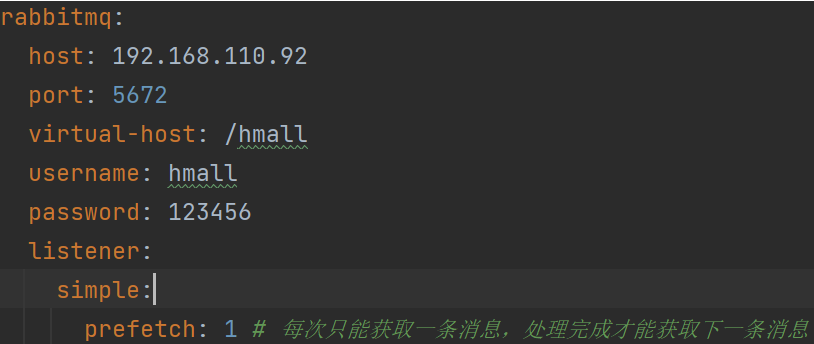 rabbitmq:
host: 192.168.110.92
port: 5672
virtual-host: /hmall
username: hmall
password: 123456
listener:
simple:
prefetch: 1 # 每次只能获取一条消息，处理完成才能获取下一条消息